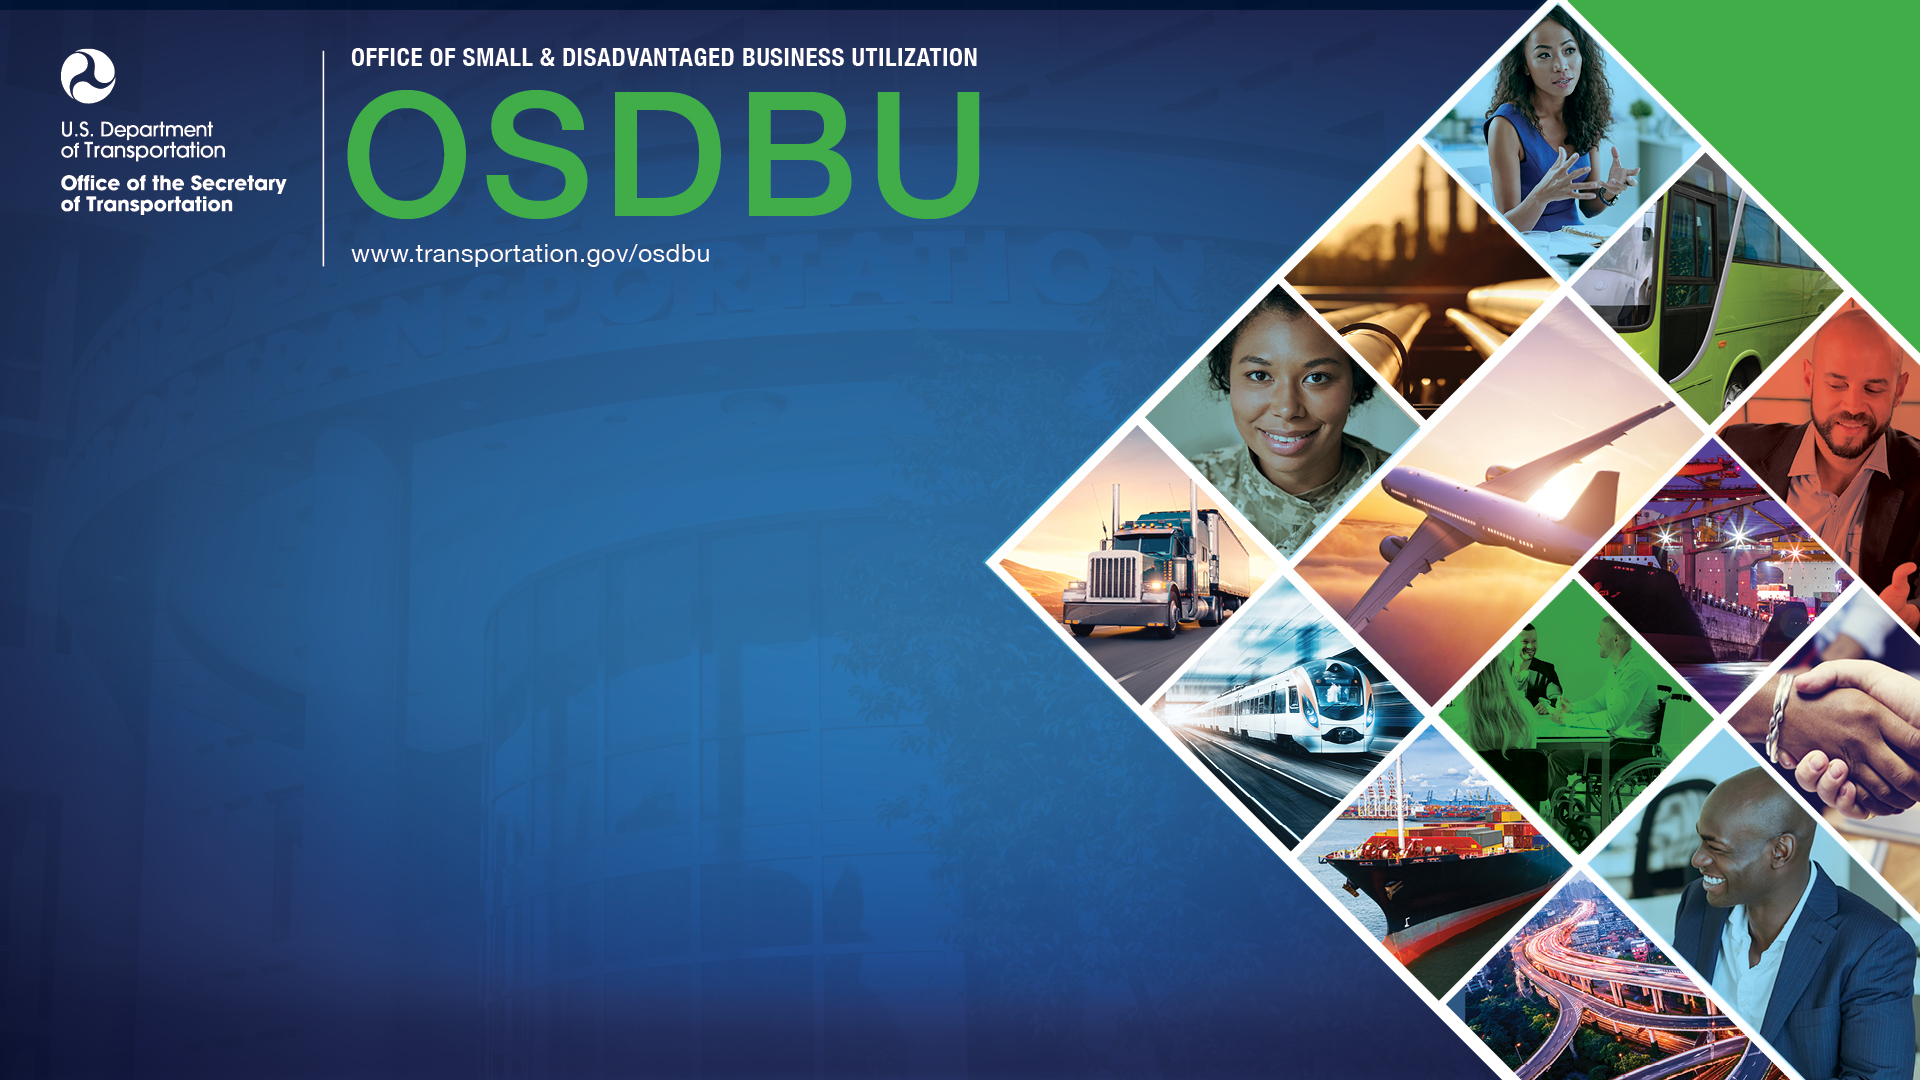 U.S. Department
of Transportation
Office of the Secretary
of Transportation
OFFICE OF SMALL & DISADVANTAGED BUSINESS UTILIZATION
OSDBU
www.transportation.gov/osdbu
TRANSPORTATION